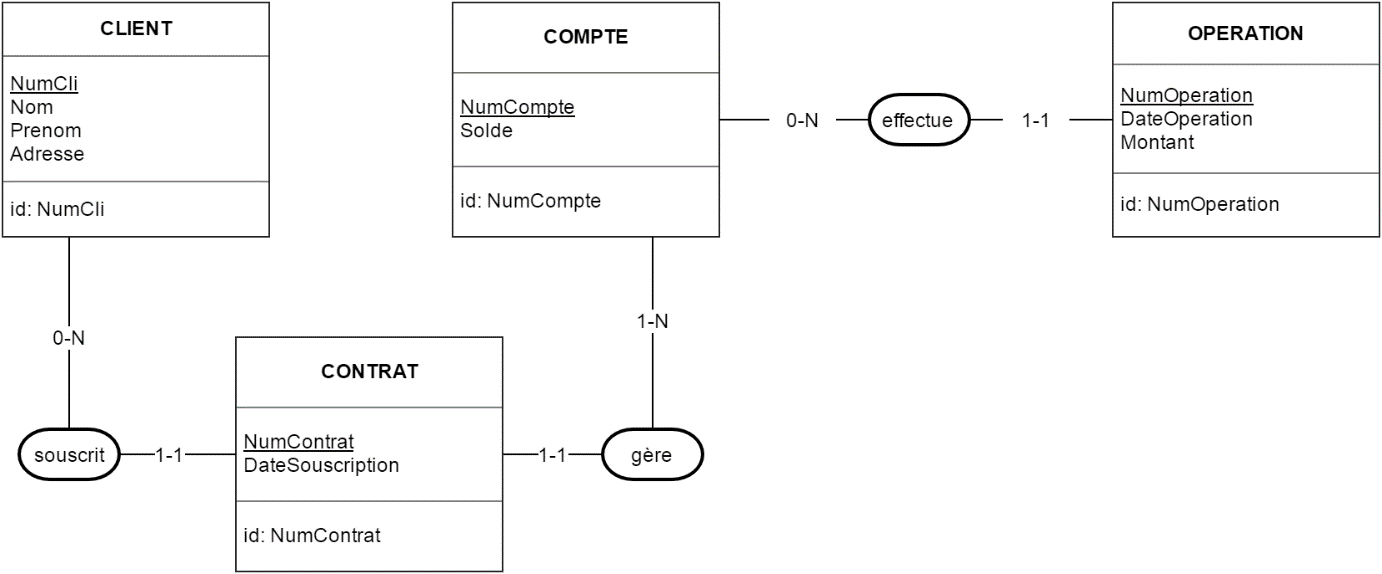 CLIENT
NumCli
Nom
Prenom
Adresse
id: NumCli
COMPTE
NumCompte
Solde
id: NumCompte
0-N
effectue
1-1
OPERATION
NumOperation
DateOperation
Montant
id: NumOperation
0-N
souscrit
1-1
CONTRAT
NumContrat
DateSouscription
id: NumContrat
1-1
gère
1-N